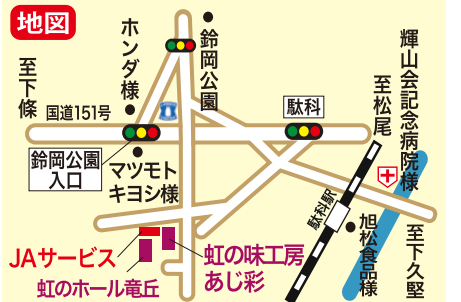 地図
ホンダ様
鈴岡公園
輝山会記念病院様
至松尾
至下條
国道151号
駄科
鈴岡公園
入口
マツモト
キヨシ様
駄科駅
旭松食品様
至下久堅
JAサービス
虹のホール竜丘
虹の味工房
あじ彩